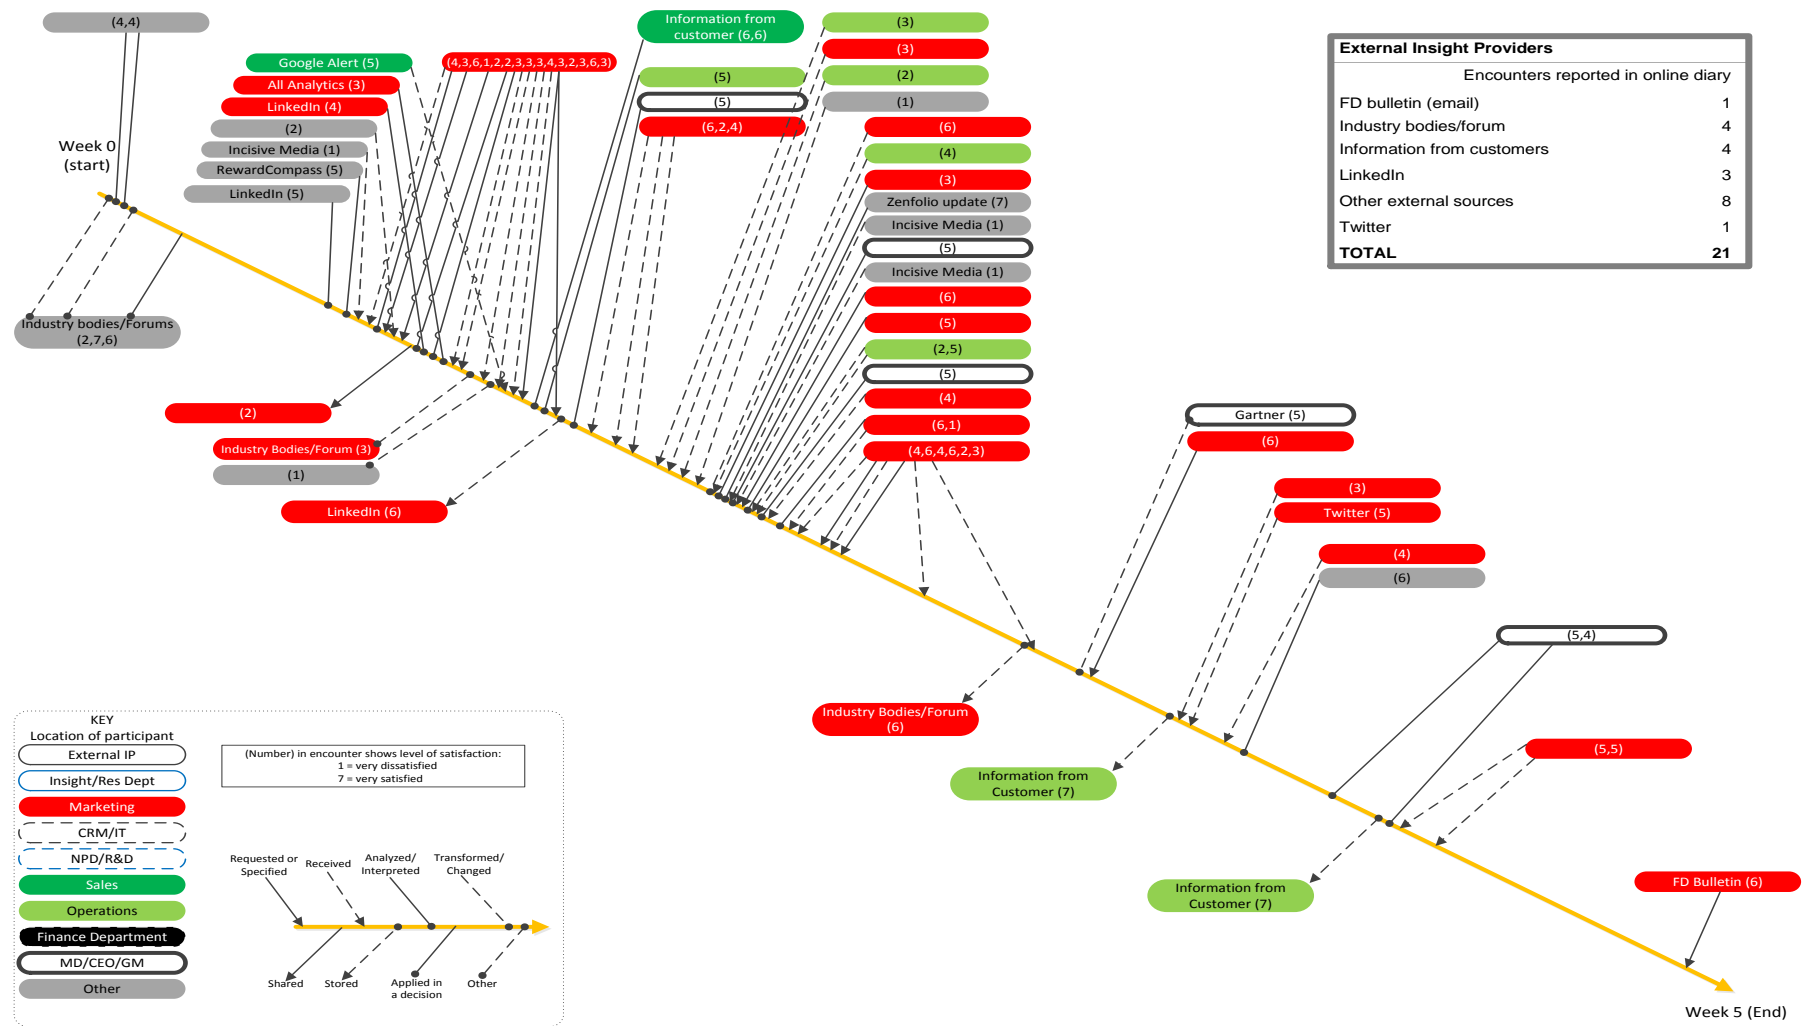 (4,4)
Week 0
(start)
Google Alert (5)
All Analytics (3)
LinkedIn (4)
(2)
Incisive Media (1)
RewardCompass (5)
LinkedIn (5)
(4,3,6,1,2,2,3,3,3,4,3,2,3,6,3)
Information from
customer (6,6)
(5)
(5)
(6,2,4)
(3)
(3)
(2)
(1)
(6)
(4)
(3)
Zenfolio update (7)
Incisive Media (1)
(5)
Incisive Media (1)
(6)
(5)
(2,5)
(5)
(4)
(6,1)
(4,6,4,6,2,3)
External Insight Providers
Encounters reported in online diary
FD bulletin (email) 1
Industry bodies/forum 4
Information from customers 4
LinkedIn 3
Other external sources 8
Twitter 1
TOTAL 21
Industry bodies/Forums
(2,7,6)
(2)
Industry Bodies/Forum (3)
(1)
LinkedIn (6)
Gartner (5)
(6)
(3)
Twitter (5)
(4)
(6)
(5,4)
Industry Bodies/Forum
(6)
Information from
Customer (7)
(5,5)
Information from
Customer (7)
FD Bulletin (6)
Week 5 (End)
KEY
Location of participant
External IP
Insight/Res Dept
Marketing
CRM/IT
NPD/R&D
Sales
Operations
Finance Department
MD/CEO/GM
Other
(Number) in encounter shows level of satisfaction:
1 = very dissatisfied
7 = very satisfied
Requested or
Specified
Received
Analyzed/
Interpreted
Transformed/
Changed
Shared
Stored
Applied in
a decision
Other